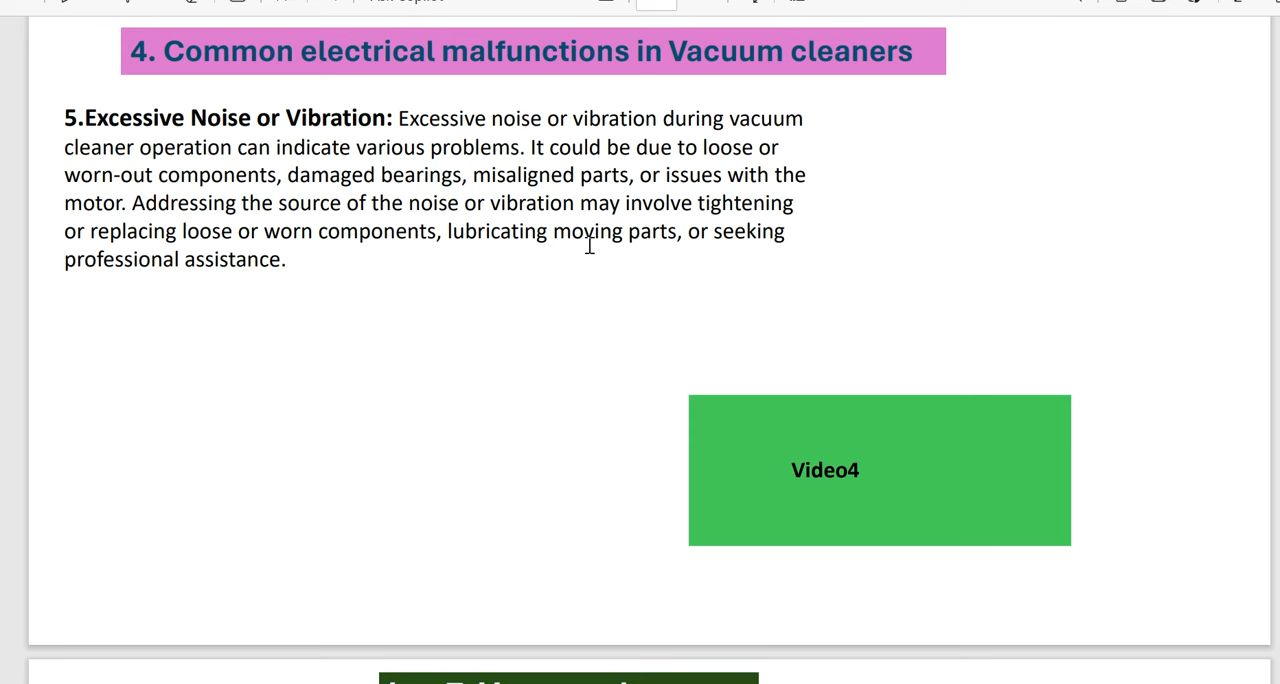 4. Common electrical malfunctions in Vacuum cleaners
5.Excessive Noise or Vibration: Excessive noise or vibration during vacuum
cleaner operation can indicate various problems. It could be due to loose or
worn-out components, damaged bearings, misaligned parts, or issues with the
motor. Addressing the source of the noise or vibration may involve tightening
or replacing loose or worn components, lubricating moving parts, or seeking
professional assistance.
Video4